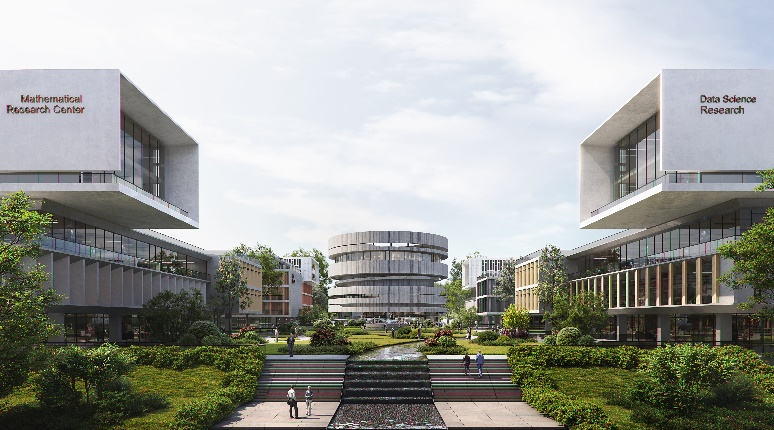 Mathematical
Research Center
Data Science
Research